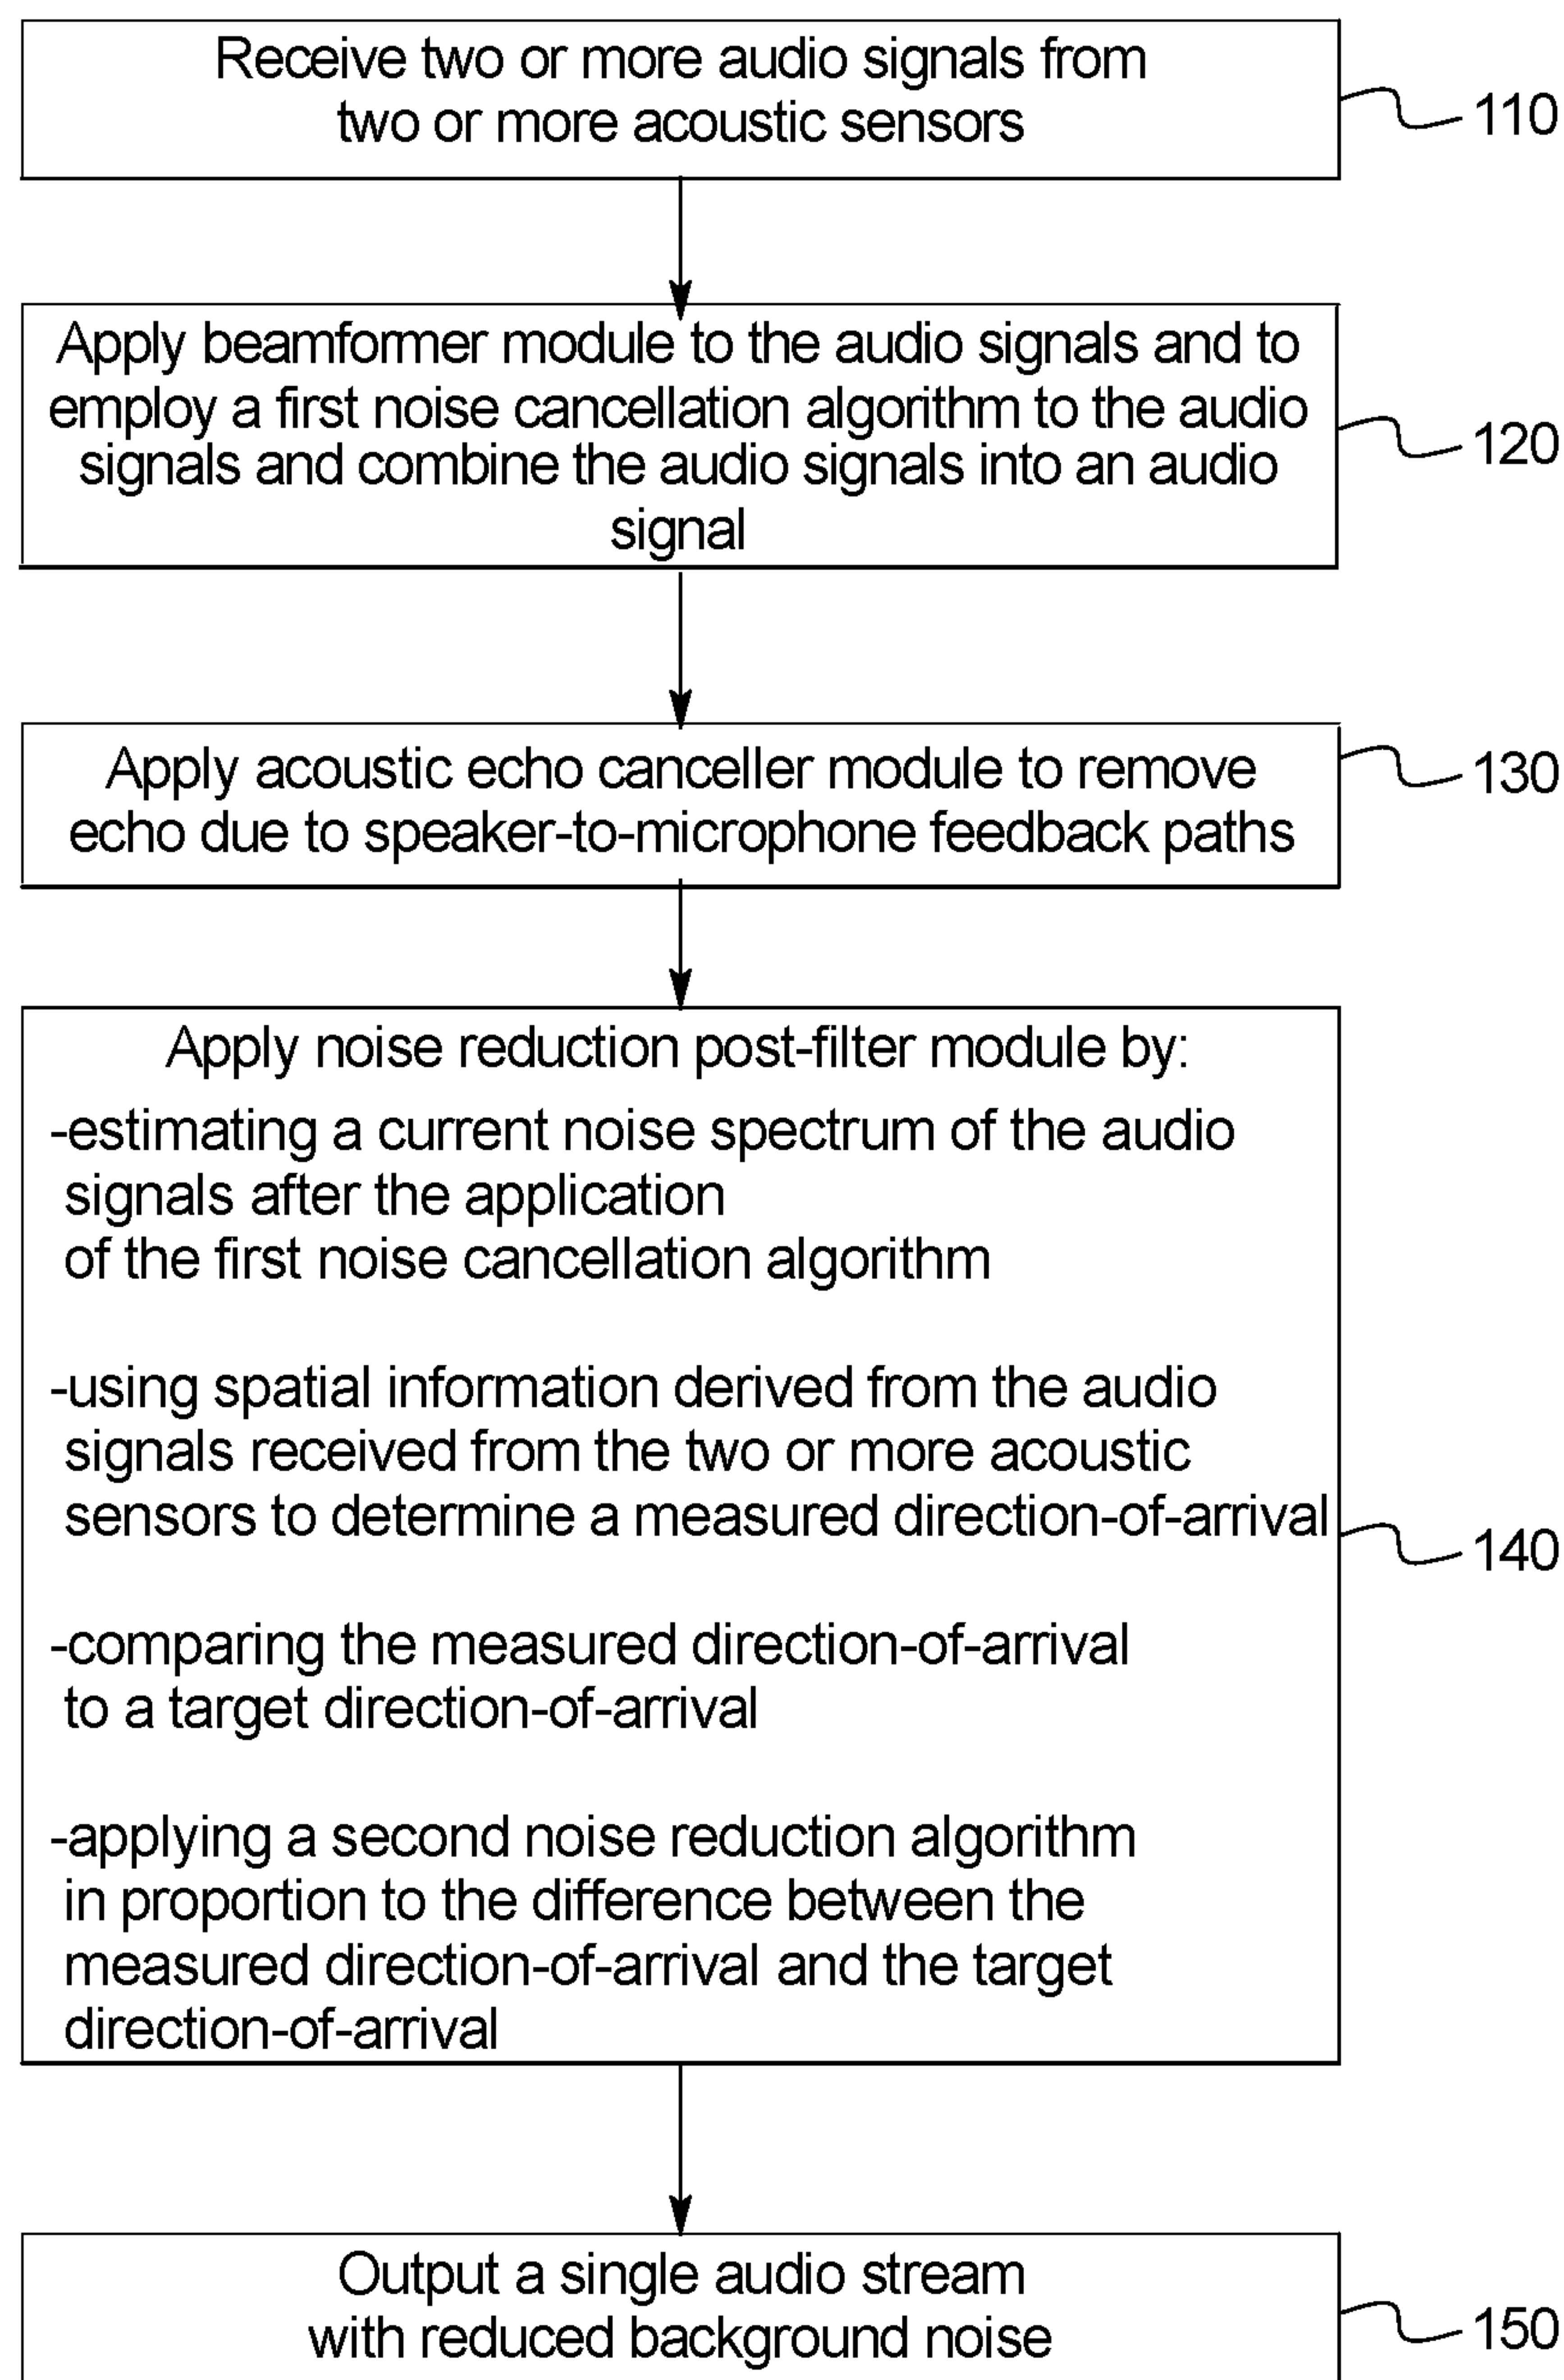 Receive two or more audio signals from
two or more acoustic sensors
110
Apply beamformer module to the audio signals and to
employ a first noise cancellation algorithm to the audio
signals and combine the audio signals into an audio
signal
120
Apply acoustic echo canceller module to remove
echo due to speaker-to-microphone feedback paths
130
Apply noise reduction post-filter module by:
-estimating a current noise spectrum of the audio
signals after the application
of the first noise cancellation algorithm
-using spatial information derived from the audio
signals received from the two or more acoustic
sensors to determine a measured direction-of-arrival
140
-comparing the measured direction-of-arrival
to a target direction-of-arrival
-applying a second noise reduction algorithm
in proportion to the difference between the
measured direction-of-arrival and the target
direction-of-arrival
Output a single audio stream
with reduced background noise
150